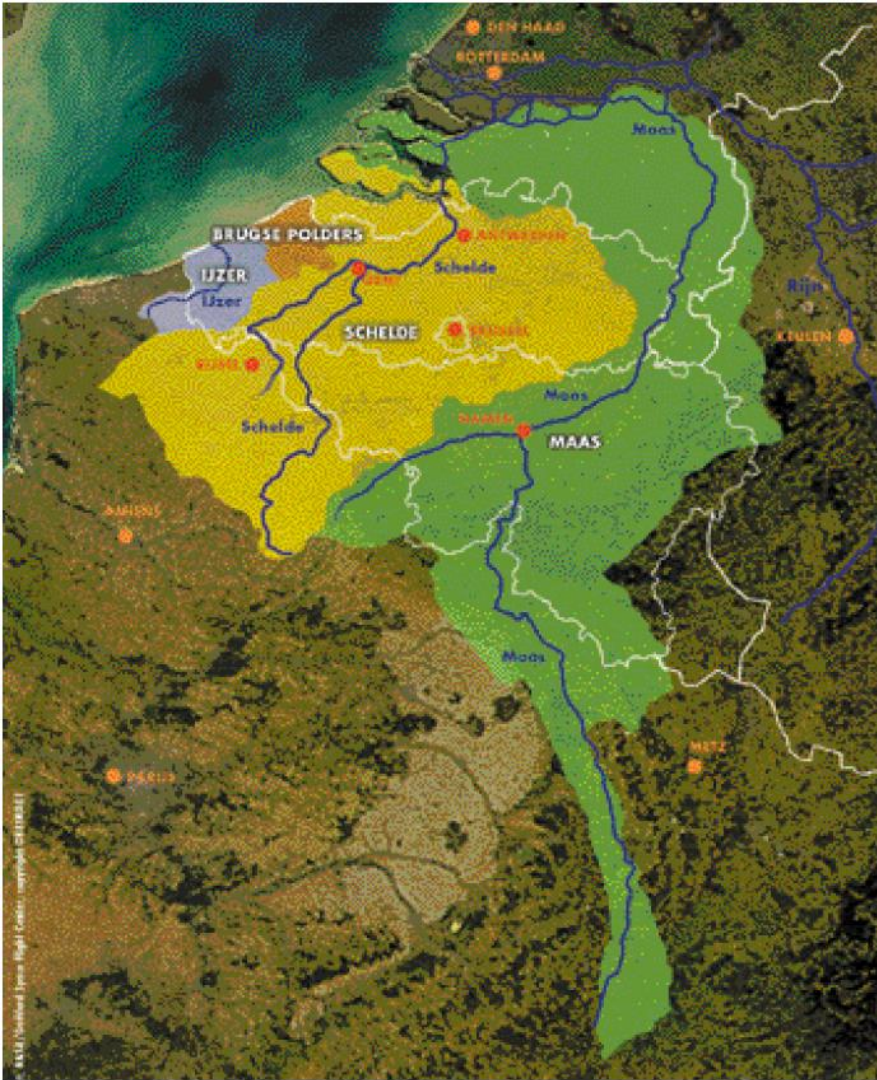 DEN HAAG
ROTTERDAM
Maas
BRUGSE POLDERS
ANTWERPEN
IJZER
IJzer
GENT
Schelde
Rijn
SCHELDE
BRUSSEL
KEULEN
RIJSEL
Maas
NAMEN
Schelde
MAAS
AMIENS
Maas
METZ
PARIJS